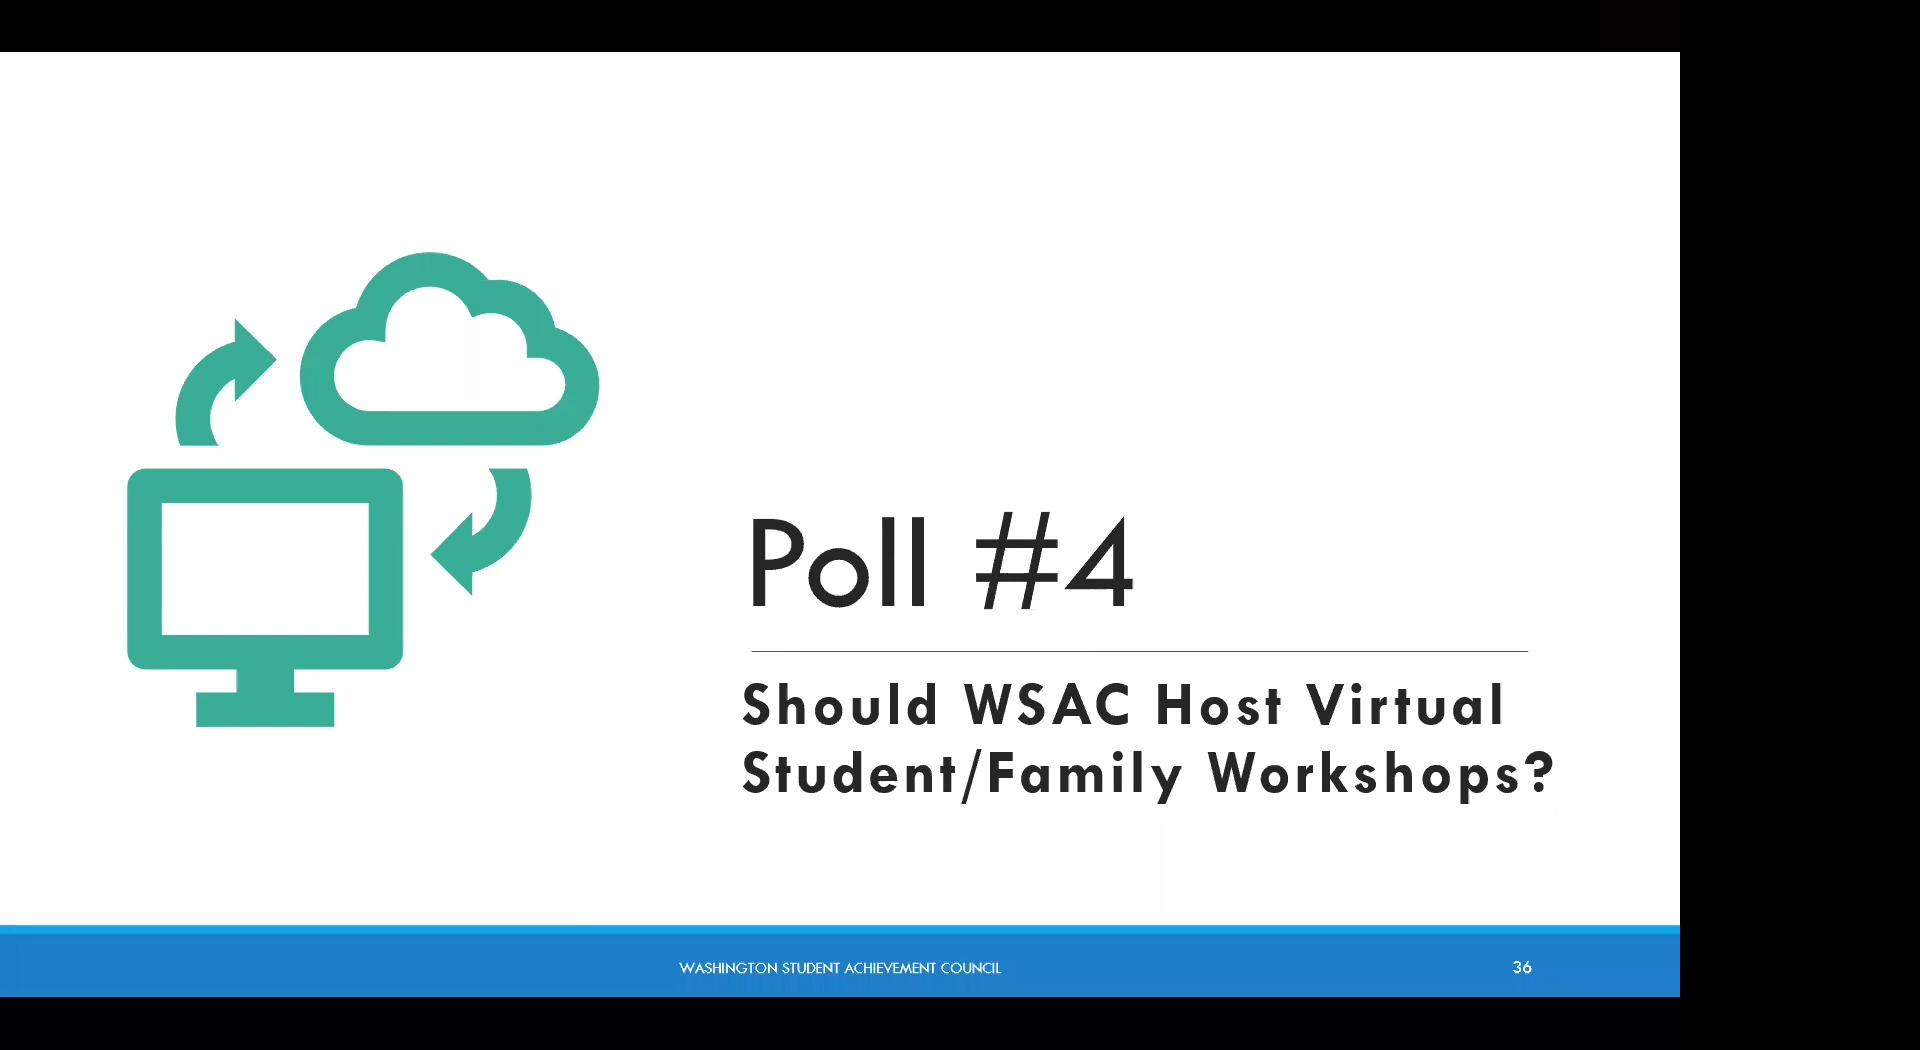 Poll #4
Should WSAC Host Virtual
Student/Family Workshops?
WASHINGTON STUDENT ACHIEVEMENT COUNCIL
36